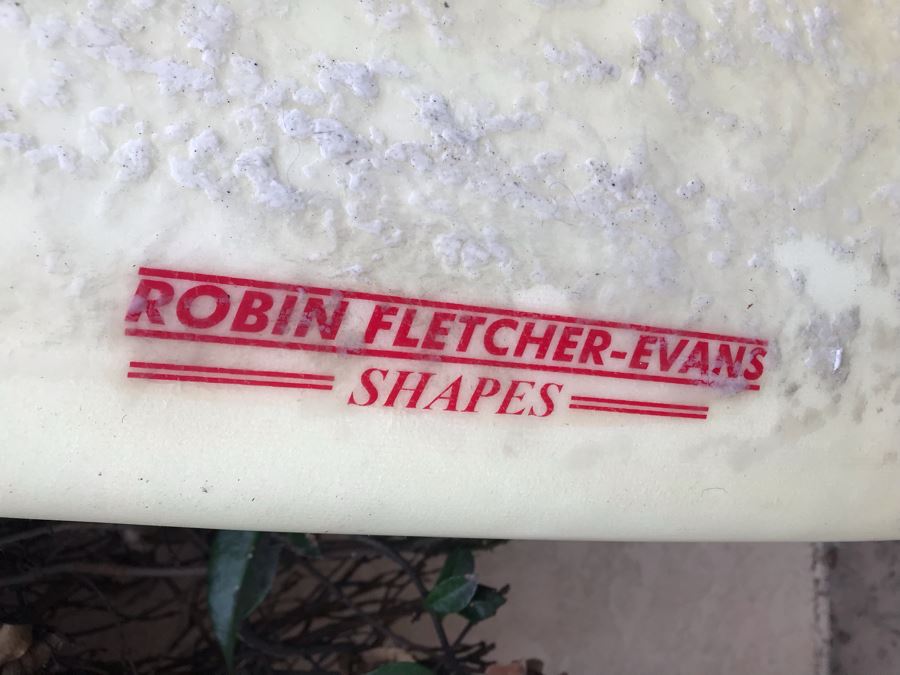 ROBIN FLETCHER-EVANS
SHAPES